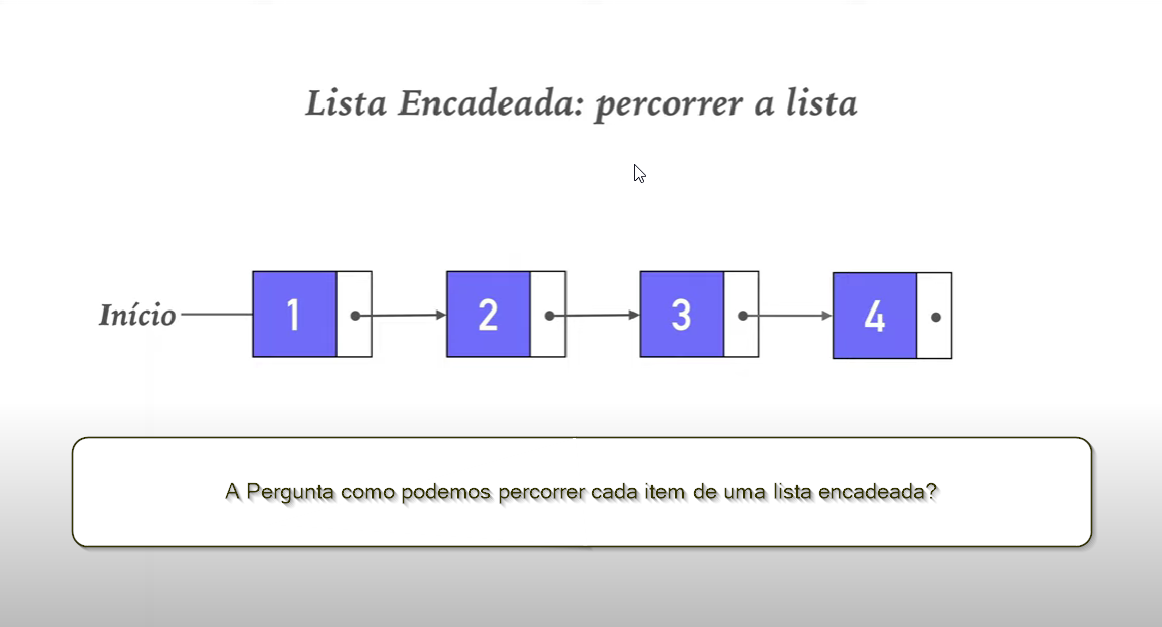 Lista Encadeada: percorrer a lista
Início 1 2 3 4
A Pergunta como podemos percorrer cada item de uma lista encadeada?